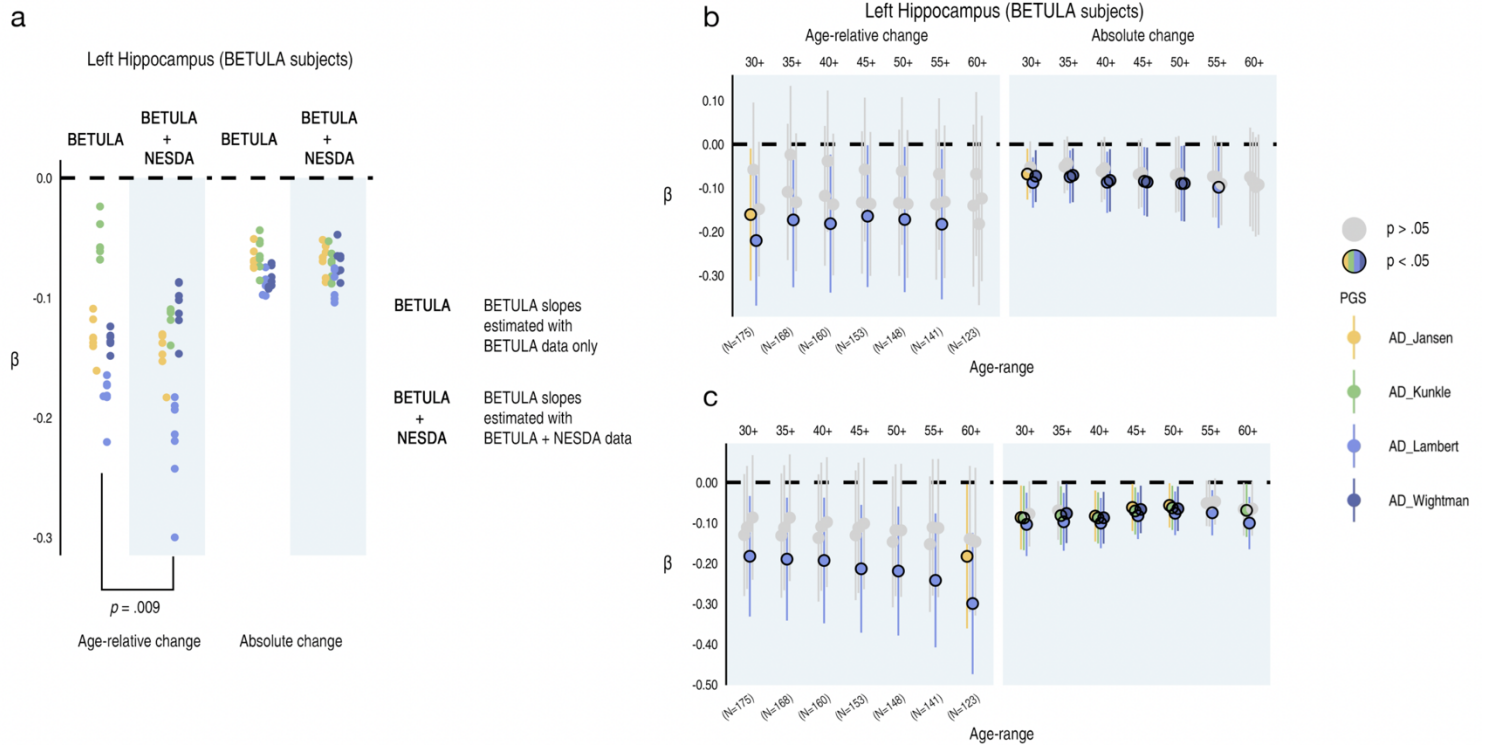 a
Left Hippocampus (BETULA subjects)
BETULA
BETULA
+
NESDA
BETULA
BETULA
+
NESDA
0.0
-0.1
-0.2
-0.3
β
p = .009
Age-relative change
Absolute change
BETULA
BETULA slopes
estimated with
BETULA data only
BETULA
+
NESDA
BETULA slopes
estimated with
BETULA + NESDA data
b
Left Hippocampus (BETULA subjects)
Age-relative change
Absolute change
30+ 35+ 40+ 45+ 50+ 55+ 60+
30+ 35+ 40+ 45+ 50+ 55+ 60+
0.10
0.00
-0.10
-0.20
-0.30
β
(N=175) (N=168) (N=160) (N=153) (N=148) (N=141) (N=123)
Age-range
c
30+ 35+ 40+ 45+ 50+ 55+ 60+
30+ 35+ 40+ 45+ 50+ 55+ 60+
0.00
-0.10
-0.20
-0.30
-0.40
-0.50
β
(N=175) (N=168) (N=160) (N=153) (N=148) (N=141) (N=123)
Age-range
p > .05
p < .05
PGS
AD_Jansen
AD_Kunkle
AD_Lambert
AD_Wightman